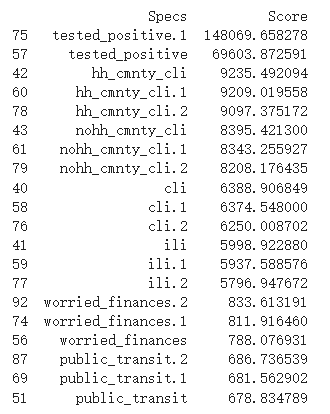 Specs Score
75 tested_positive.1 148069.658278
57 tested_positive 69603.872591
42 hh_cmnty_cli 9235.492094
60 hh_cmnty_cli.1 9209.019558
78 hh_cmnty_cli.2 9097.375172
43 nohh_cmnty_cli 8395.421300
61 nohh_cmnty_cli.1 8343.255927
79 nohh_cmnty_cli.2 8208.176435
40 cli 6388.906849
58 cli.1 6374.548000
76 cli.2 6250.008702
41 ili 5998.922880
59 ili.1 5937.588576
77 ili.2 5796.947672
92 worried_finances.2 833.613191
74 worried_finances.1 811.916460
56 worried_finances 788.076931
87 public_transit.2 686.736539
69 public_transit.1 681.562902
51 public_transit 678.834789